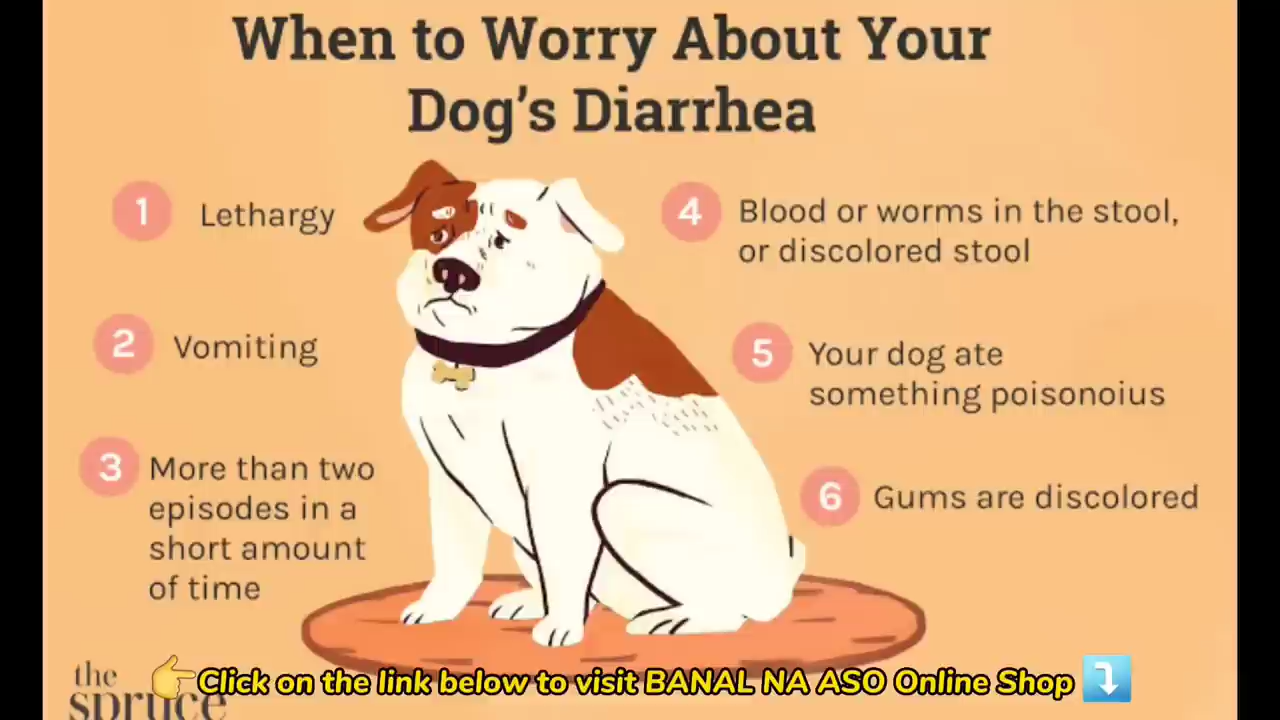 When to Worry About Your
Dog's Diarrhea
1 Lethargy
2 Vomiting
3 More than two
episodes in a
short amount
of time
4 Blood or worms in the stool,
or discolored stool
5 Your dog ate
something poisonoius
6 Gums are discolored
the
spruce
👉Click on the link below to visit BANAL NA ASO Online Shop ⤵️